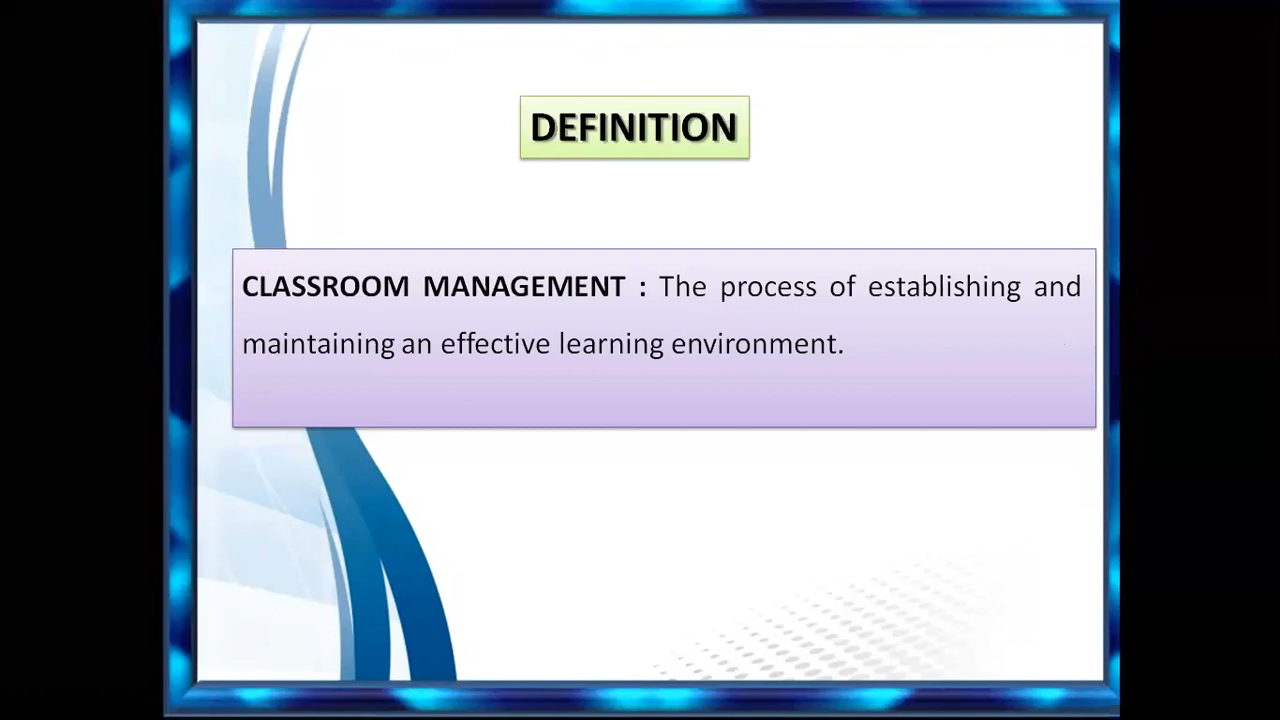 DEFINITION
CLASSROOM MANAGEMENT : The process of establishing and
maintaining an effective learning environment.